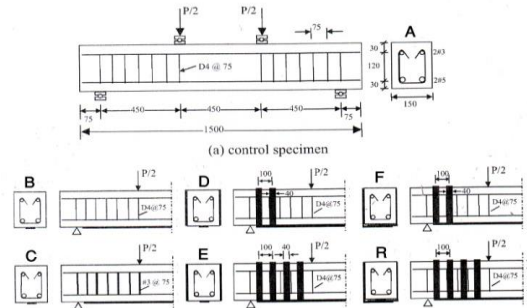 P/2 P/2
75
A
30
120
30
2#3
2#5
D4 @ 75
150
75 450 450 450 75
1500
(a) control specimen
B P/2 D4@75
D 100 40 P/2 D4@75
F 100 40 P/2 D4@75
C P/2 #3 @ 75
E 100 40 P/2 D4@75
R 100 P/2 D4@75